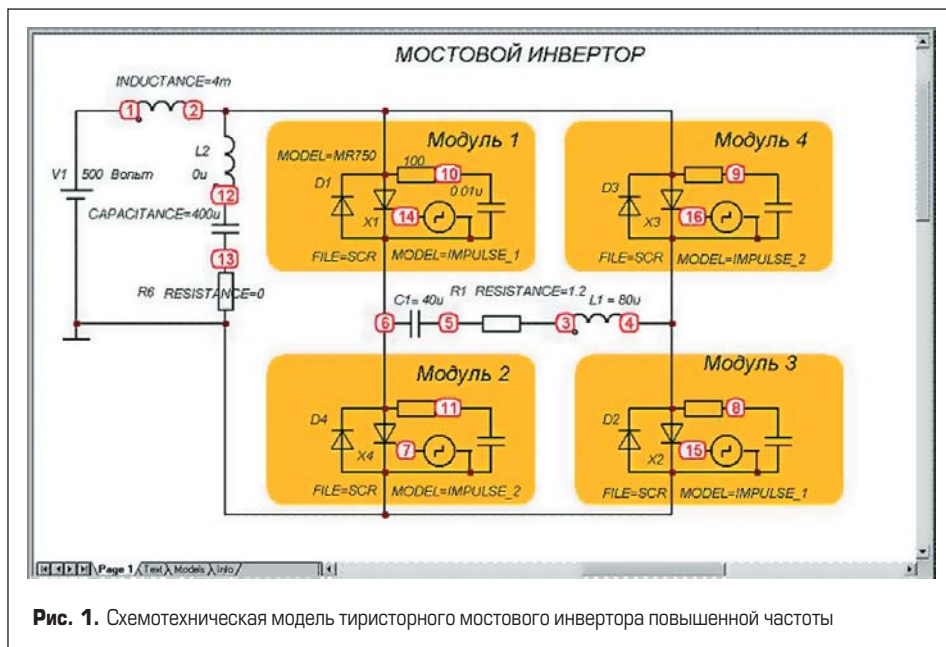 МОСТОВОЙ ИНВЕРТОР
INDUCTANCE=4m
1 2
L2
0u
V1 500 Вольт
12
CAPACITANCE=400u
13
R6 RESISTANCE=0
Модуль 1
MODEL=MR750
100
10
D1
0.01u
14
X1
FILE=SCR MODEL=IMPULSE_1
Модуль 4
9
D3
16
X3
FILE=SCR MODEL=IMPULSE_2
C1= 40u R1 RESISTANCE=1.2 L1 = 80u
6 5 3 4
Модуль 2
11
D4
7
X4
FILE=SCR MODEL=IMPULSE_2
Модуль 3
8
D2
15
X2
FILE=SCR MODEL=IMPULSE_1
Page 1 Text Models Info
Рис. 1. Схемотехническая модель тиристорного мостового инвертора повышенной частоты